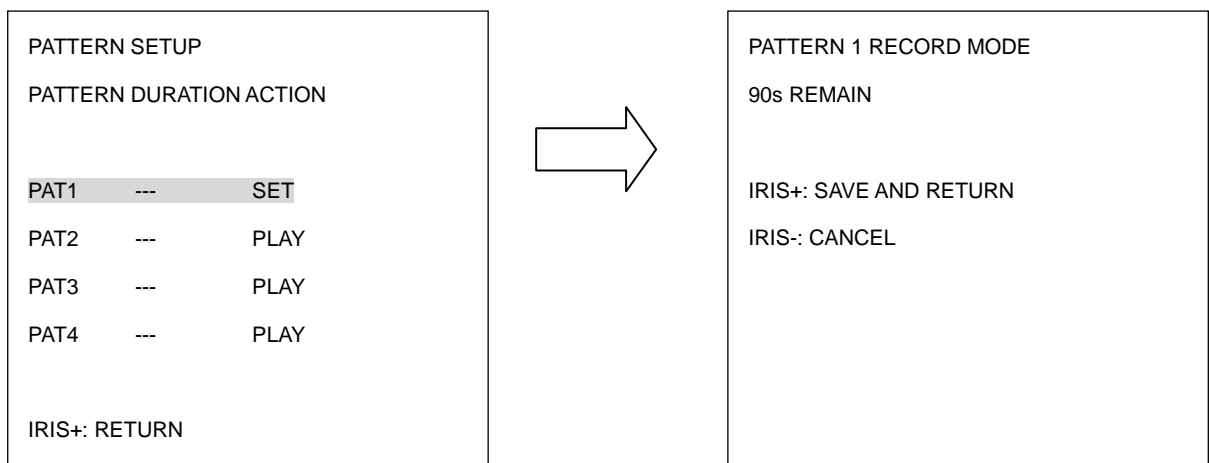 PATTERN SETUP
PATTERN DURATION ACTION
PAT1 --- SET
PAT2 --- PLAY
PAT3 --- PLAY
PAT4 --- PLAY
IRIS+: RETURN
PATTERN 1 RECORD MODE
90s REMAIN
IRIS+: SAVE AND RETURN
IRIS-: CANCEL